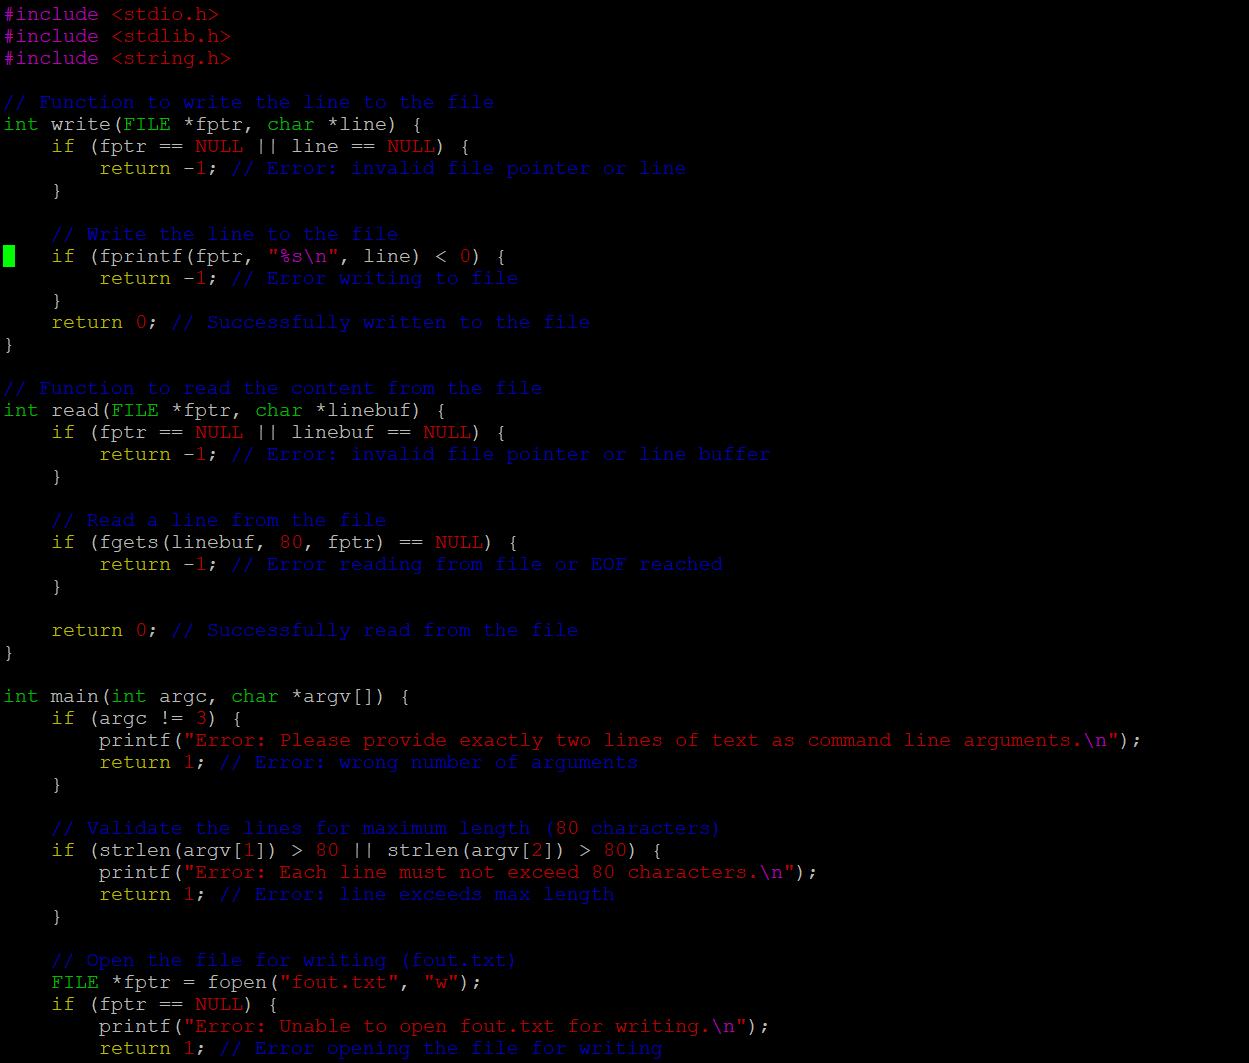 #include <stdio.h>
#include <stdlib.h>
#include <string.h>

// Function to write the line to the file
int write(FILE *fptr, char *line) {
    if (fptr == NULL || line == NULL) {
        return -1; // Error: invalid file pointer or line
    }

    // Write the line to the file
    if (fprintf(fptr, "%s\n", line) < 0) {
        return -1; // Error writing to file
    }
    return 0; // Successfully written to the file
}

// Function to read the content from the file
int read(FILE *fptr, char *linebuf) {
    if (fptr == NULL || linebuf == NULL) {
        return -1; // Error: invalid file pointer or line buffer
    }

    // Read a line from the file
    if (fgets(linebuf, 80, fptr) == NULL) {
        return -1; // Error reading from file or EOF reached
    }

    return 0; // Successfully read from the file
}

int main(int argc, char *argv[]) {
    if (argc != 3) {
        printf("Error: Please provide exactly two lines of text as command line arguments.\n");
        return 1; // Error: wrong number of arguments
    }

    // Validate the lines for maximum length (80 characters)
    if (strlen(argv[1]) > 80 || strlen(argv[2]) > 80) {
        printf("Error: Each line must not exceed 80 characters.\n");
        return 1; // Error: line exceeds max length
    }

    // Open the file for writing (fout.txt)
    FILE *fptr = fopen("fout.txt", "w");
    if (fptr == NULL) {
        printf("Error: Unable to open fout.txt for writing.\n");
        return 1; // Error opening the file for writing